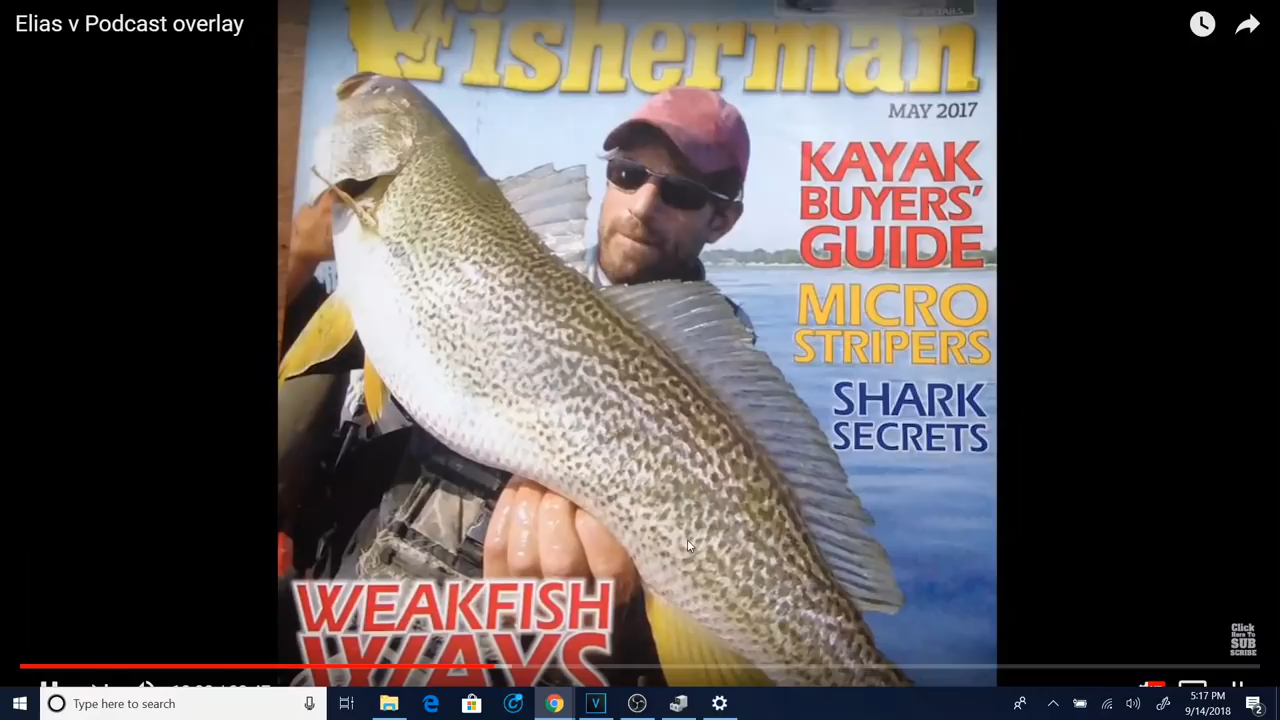 Elias v Podcast overlay
Fisherman
MAY 2017
KAYAK
BUYERS'
GUIDE
MICRO
STRIPERS
SHARK
SECRETS
WEAKFISH
WAYS
Click
Here To
SUB
SCRIBE
Type here to search
5:17 PM
9/14/2018